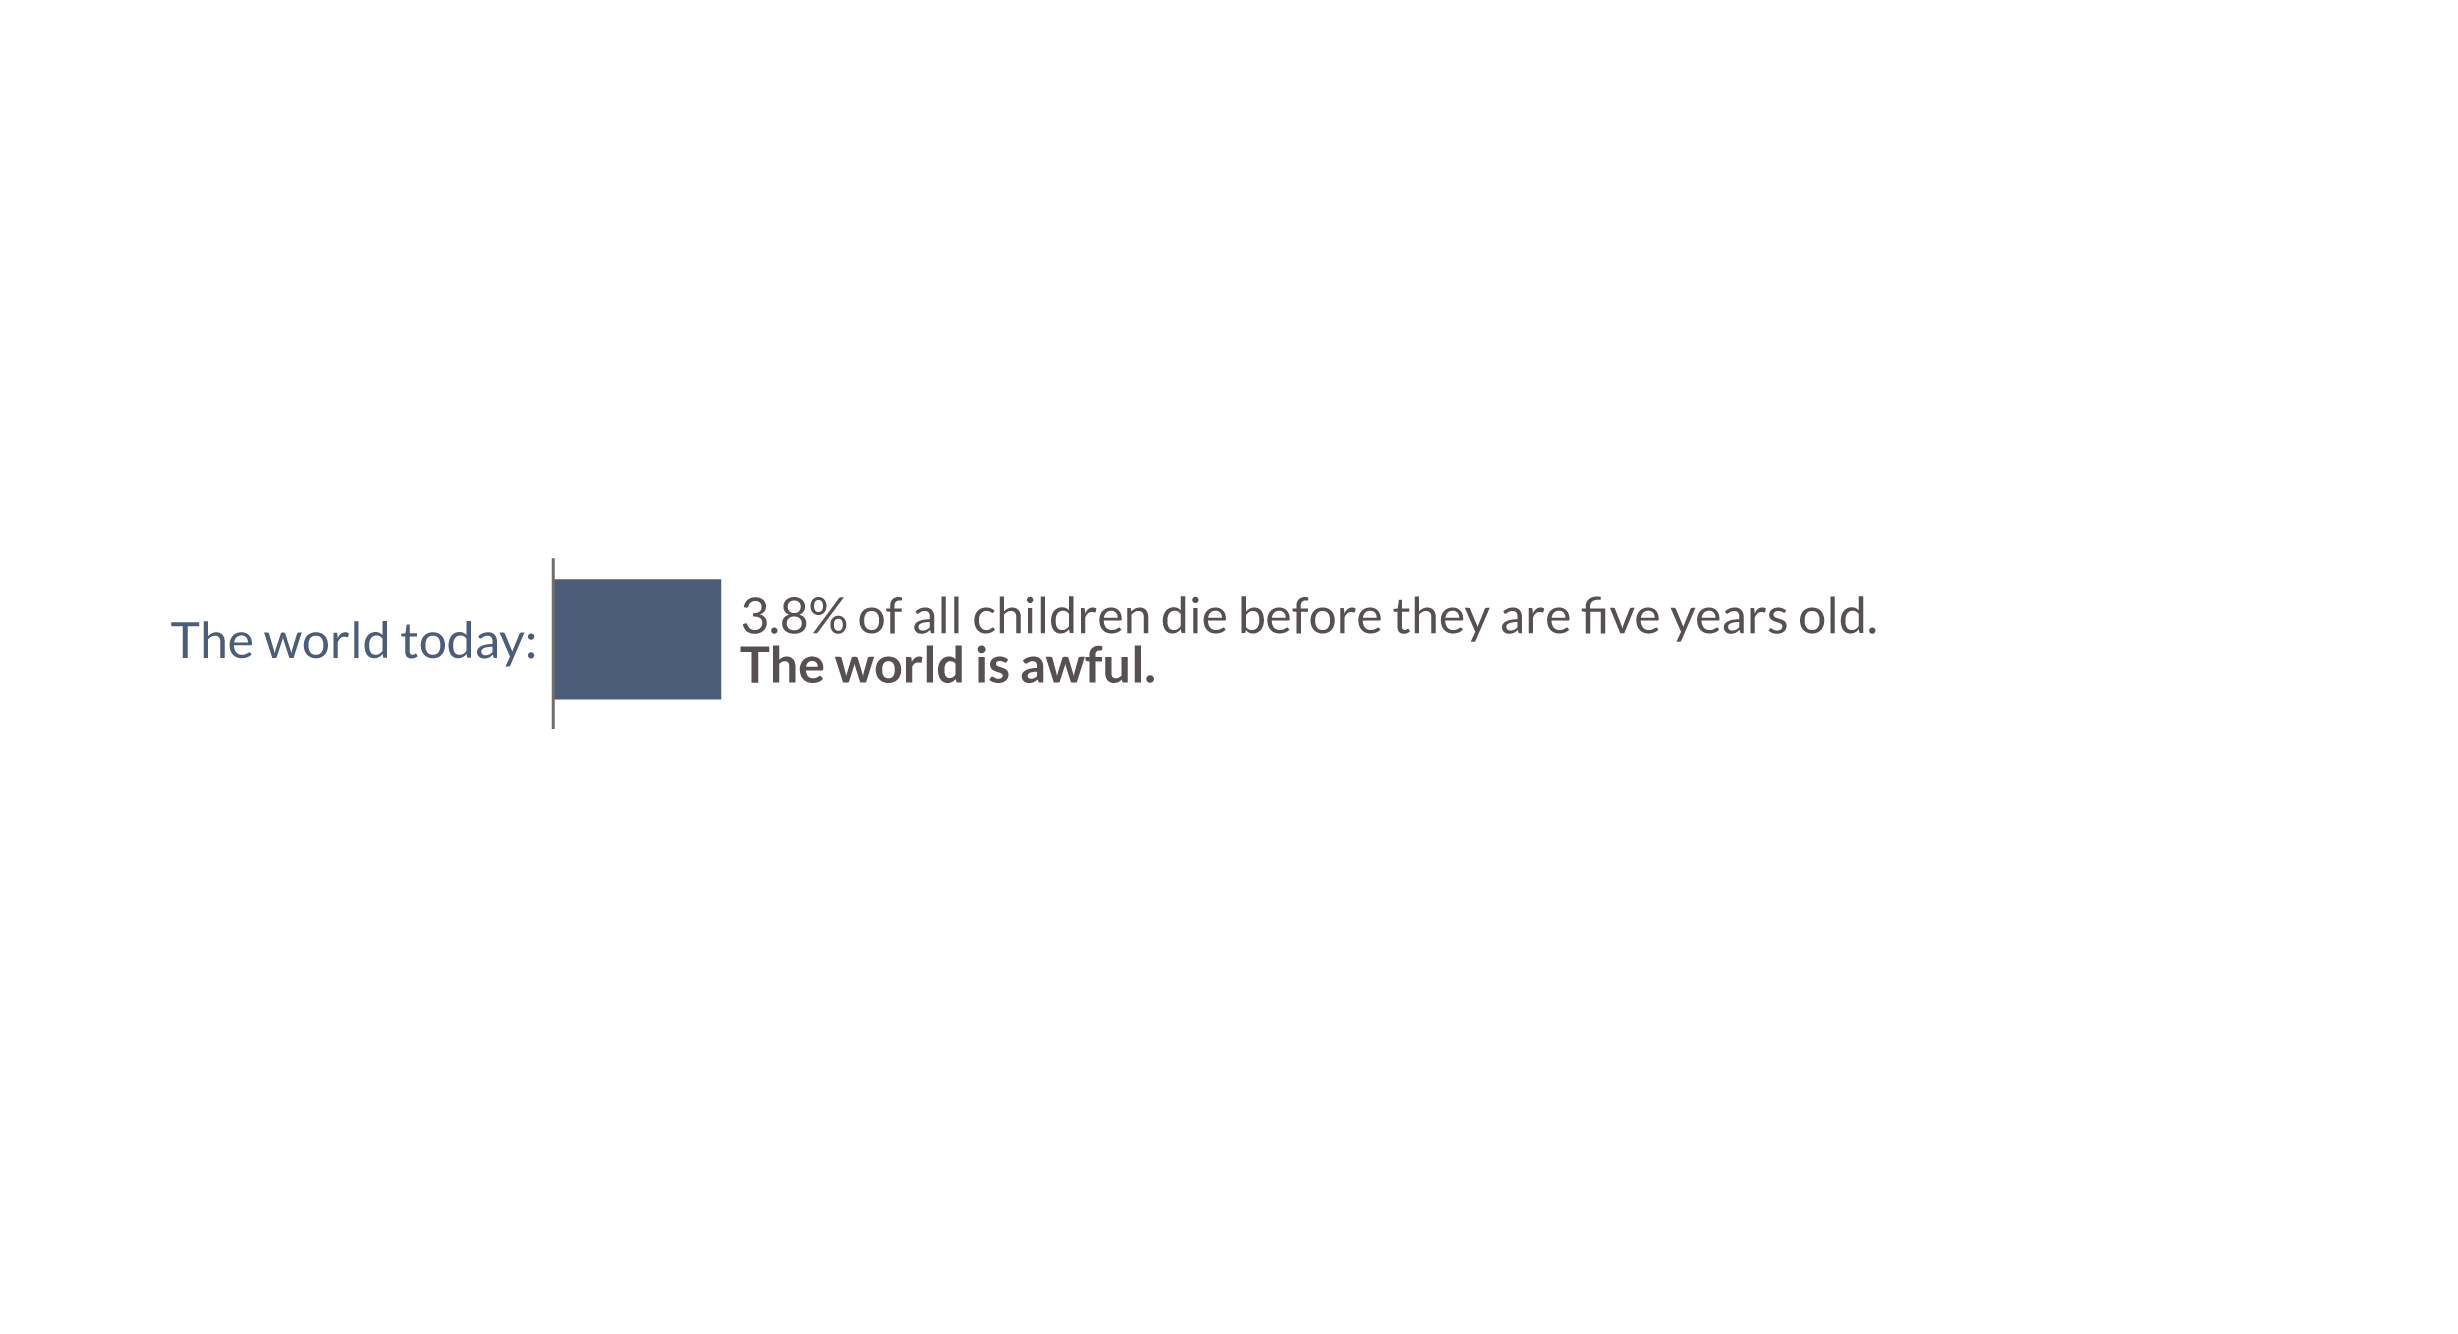 The world today:
3.8% of all children die before they are five years old.
The world is awful.